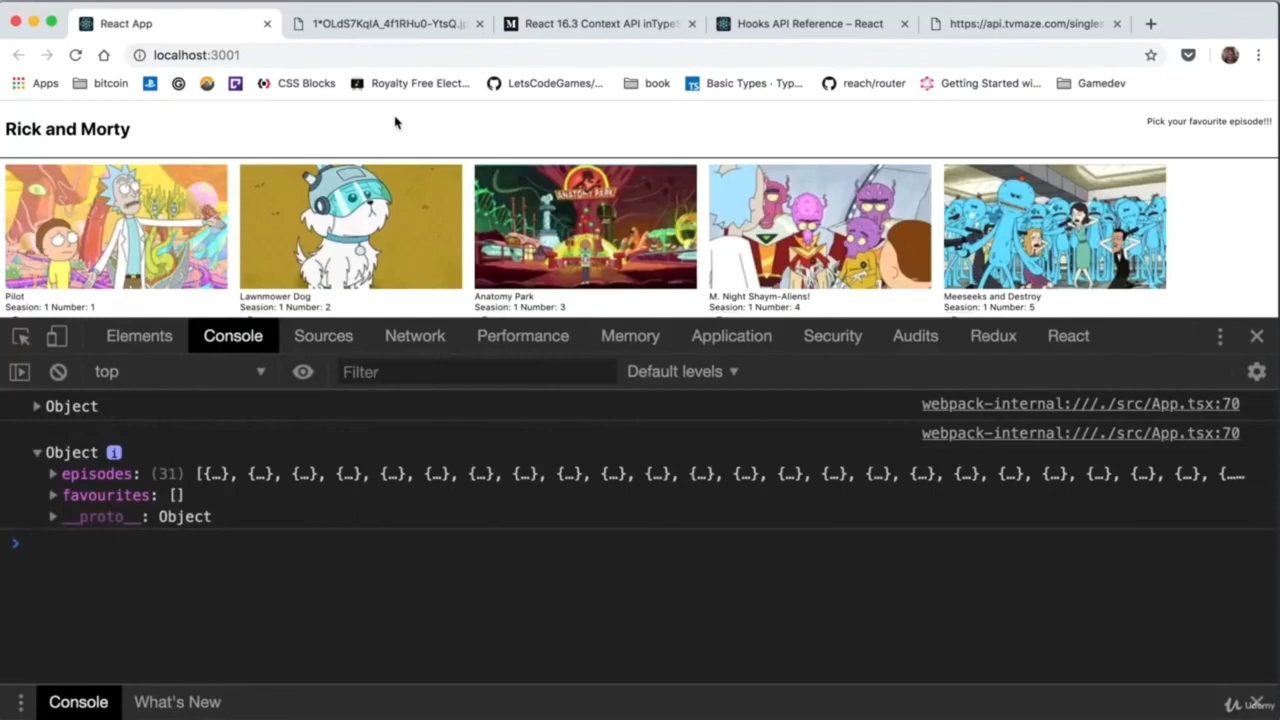 React App
1*OLdS7KqIA_4f1RHu0-YtsQ.jp
React 16.3 Context API inTypeS
Hooks API Reference – React
https://api.tvmaze.com/singles
localhost:3001
Apps
bitcoin
CSS Blocks
Royalty Free Elect...
LetsCodeGames/...
book
TS
Basic Types · Typ...
reach/router
Getting Started wi...
Gamedev
Rick and Morty
Pick your favourite episode!!!
ANATOMY PARK
Pilot
Season: 1 Number: 1
Lawnmower Dog
Season: 1 Number: 2
Anatomy Park
Season: 1 Number: 3
M. Night Shaym-Aliens!
Season: 1 Number: 4
Meeseeks and Destroy
Season: 1 Number: 5
Elements
Console
Sources
Network
Performance
Memory
Application
Security
Audits
Redux
React
top
Filter
Default levels
Object
webpack-internal:///./src/App.tsx:70
webpack-internal:///./src/App.tsx:70
Object i
episodes: (31) [{…}, {…}, {…}, {…}, {…}, {…}, {…}, {…}, {…}, {…}, {…}, {…}, {…}, {…}, {…}, {…}, {…}, {…}, {…}, {…}, {…}, {…}, {…}, {……
favourites: []
__proto__: Object
Console
What's New
Udemy